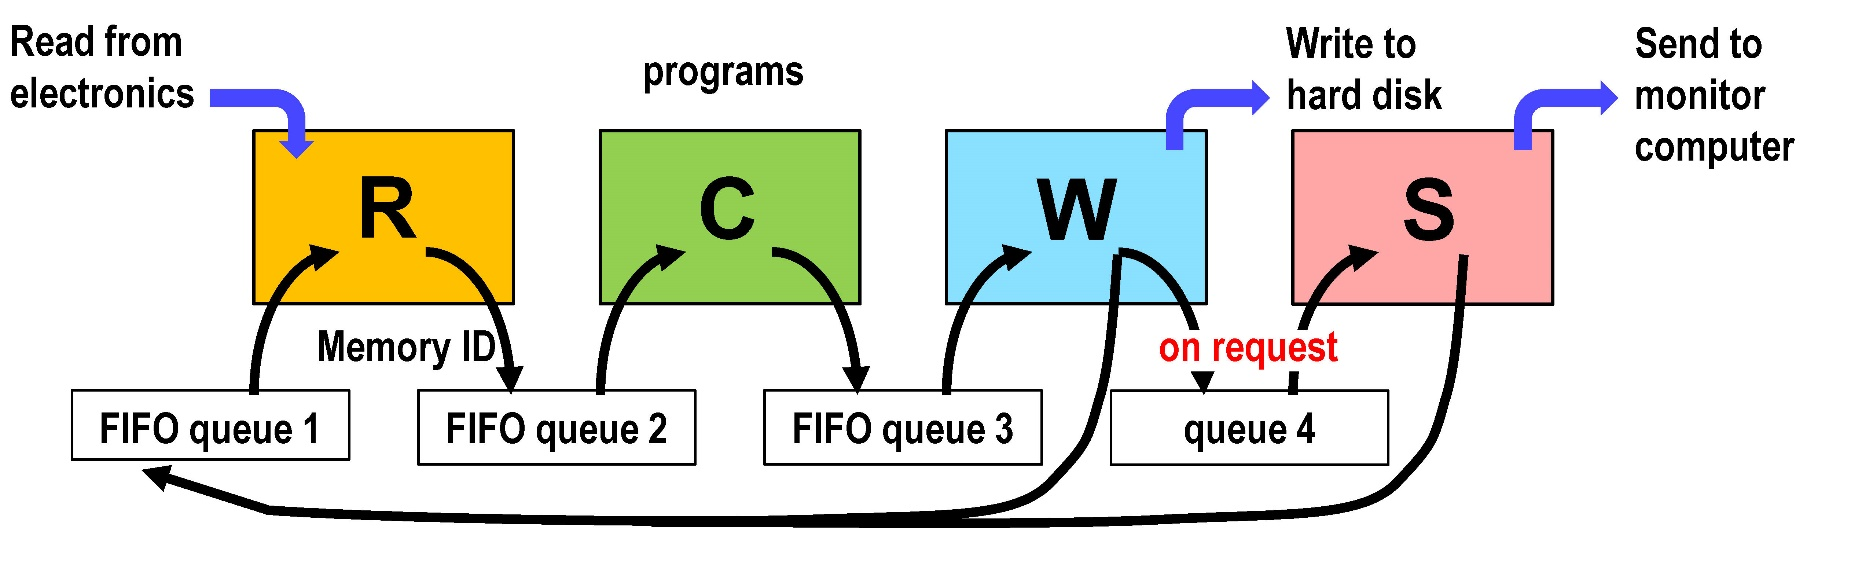 Read from
electronics
programs
Write to
hard disk
Send to
monitor
computer
R
C
W
S
Memory ID
on request
FIFO queue 1
FIFO queue 2
FIFO queue 3
queue 4